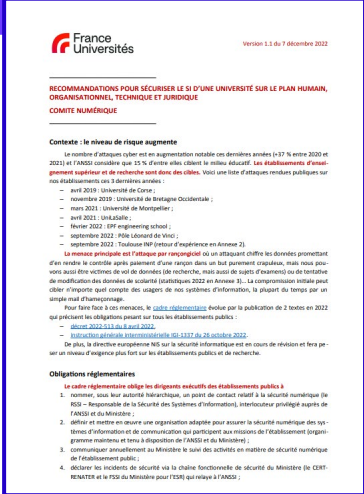 France
Universités
Version 1.1 du 7 décembre 2022
RECOMMANDATIONS POUR SÉCURISER LE SI D'UNE UNIVERSITÉ SUR LE PLAN HUMAIN,
ORGANISATIONNEL, TECHNIQUE ET JURIDIQUE
COMITE NUMÉRIQUE
Contexte : le niveau de risque augmente
Le nombre d'attaques cyber est en augmentation notable ces dernières années (+37 % entre 2020 et
2021) et l'ANSSI considère que 15 % d'entre elles ciblent le milieu éducatif. Les établissements d'ensei-
gnement supérieur et de recherche sont donc des cibles. Voici une liste d'attaques rendues publiques sur
nos établissements ces 3 dernières années :
– avril 2019 : Université de Corse ;
– novembre 2019 : Université de Bretagne Occidentale ;
– mars 2021 : Université de Montpellier ;
– avril 2021 : UniLaSalle ;
– février 2022 : EPF engineering school ;
– septembre 2022 : Pôle Léonard de Vinci ;
– septembre 2022 : Toulouse INP (retour d'expérience en Annexe 2).
La menace principale est l'attaque par rançongiciel où un attaquant chiffre les données promettant
d'en rendre le contrôle après paiement d'une rançon dans un but purement crapuleux, mais nous pou-
vons aussi être victimes de vol de données (de recherche, mais aussi de sujets d'examens) ou de tentative
de modification des données de scolarité (statistiques 2022 en Annexe 3)... La compromission initiale peut
cibler n'importe quel compte des usagers de nos systèmes d'information, la plupart du temps par un
simple mail d'hameçonnage.
Pour faire face à ces menaces, le cadre réglementaire évolue par la publication de 2 textes en 2022
qui précisent les obligations pesant sur tous les établissements publics :
– décret 2022-513 du 8 avril 2022,
– instruction générale interministérielle IGI-1337 du 26 octobre 2022.
De plus, la directive européenne NIS sur la sécurité informatique est en cours de révision et fera pe-
ser un niveau d'exigence plus fort sur les établissements publics et de recherche.
Obligations réglementaires
Le cadre réglementaire oblige les dirigeants exécutifs des établissements publics à
1. nommer, sous leur autorité hiérarchique, un point de contact relatif à la sécurité numérique (le
RSSI – Responsable de la Sécurité des Systèmes d'Information), interlocuteur privilégié auprès de
l'ANSSI et du Ministère ;
2. définir et mettre en œuvre une organisation adaptée pour assurer la sécurité numérique des sys-
tèmes d'information et de communication qui participent aux missions de l'établissement (organi-
gramme maintenu et tenu à disposition de l'ANSSI et du Ministère) ;
3. communiquer annuellement au Ministère le suivi des activités en matière de sécurité numérique
de l'établissement public ;
4. déclarer les incidents de sécurité via la chaîne fonctionnelle de sécurité du Ministère (le CERT-
RENATER et le FSSI du Ministère pour l'ESR) qui relaye à l'ANSSI ;